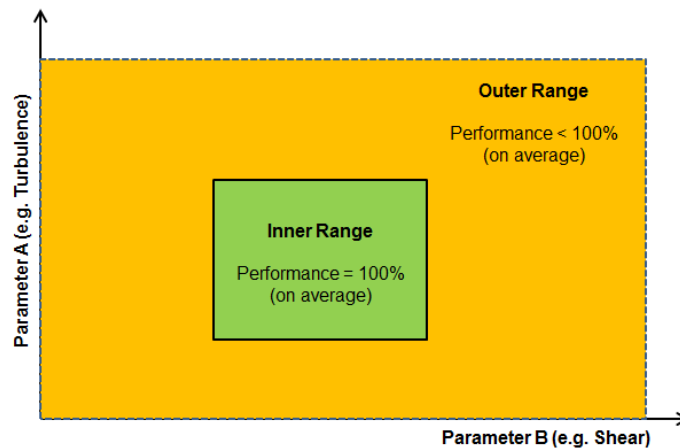 Parameter A (e.g. Turbulence)
Outer Range
Performance < 100%
(on average)
Inner Range
Performance = 100%
(on average)
Parameter B (e.g. Shear)